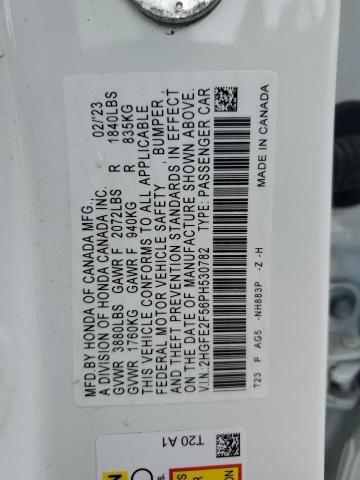 MFD.BY HONDA OF CANADA MFG., 02/'23
A DIVISION OF HONDA CANADA INC.
GVWR 3880LBS GAWR F 2072LBS R 1840LBS
GVWR 1760KG GAWR F 940KG R 835KG
THIS VEHICLE CONFORMS TO ALL APPLICABLE
FEDERAL MOTOR VEHICLE SAFETY , BUMPER ,
AND THEFT PREVENTION STANDARDS IN EFFECT
ON THE DATE OF MANUFACTURE SHOWN ABOVE.
V.I.N: 2HGFE2F56PH530782 TYPE: PASSENGER CAR
T23 P AG5 -NH883P -Z -H
MADE IN CANADA
T20 A1